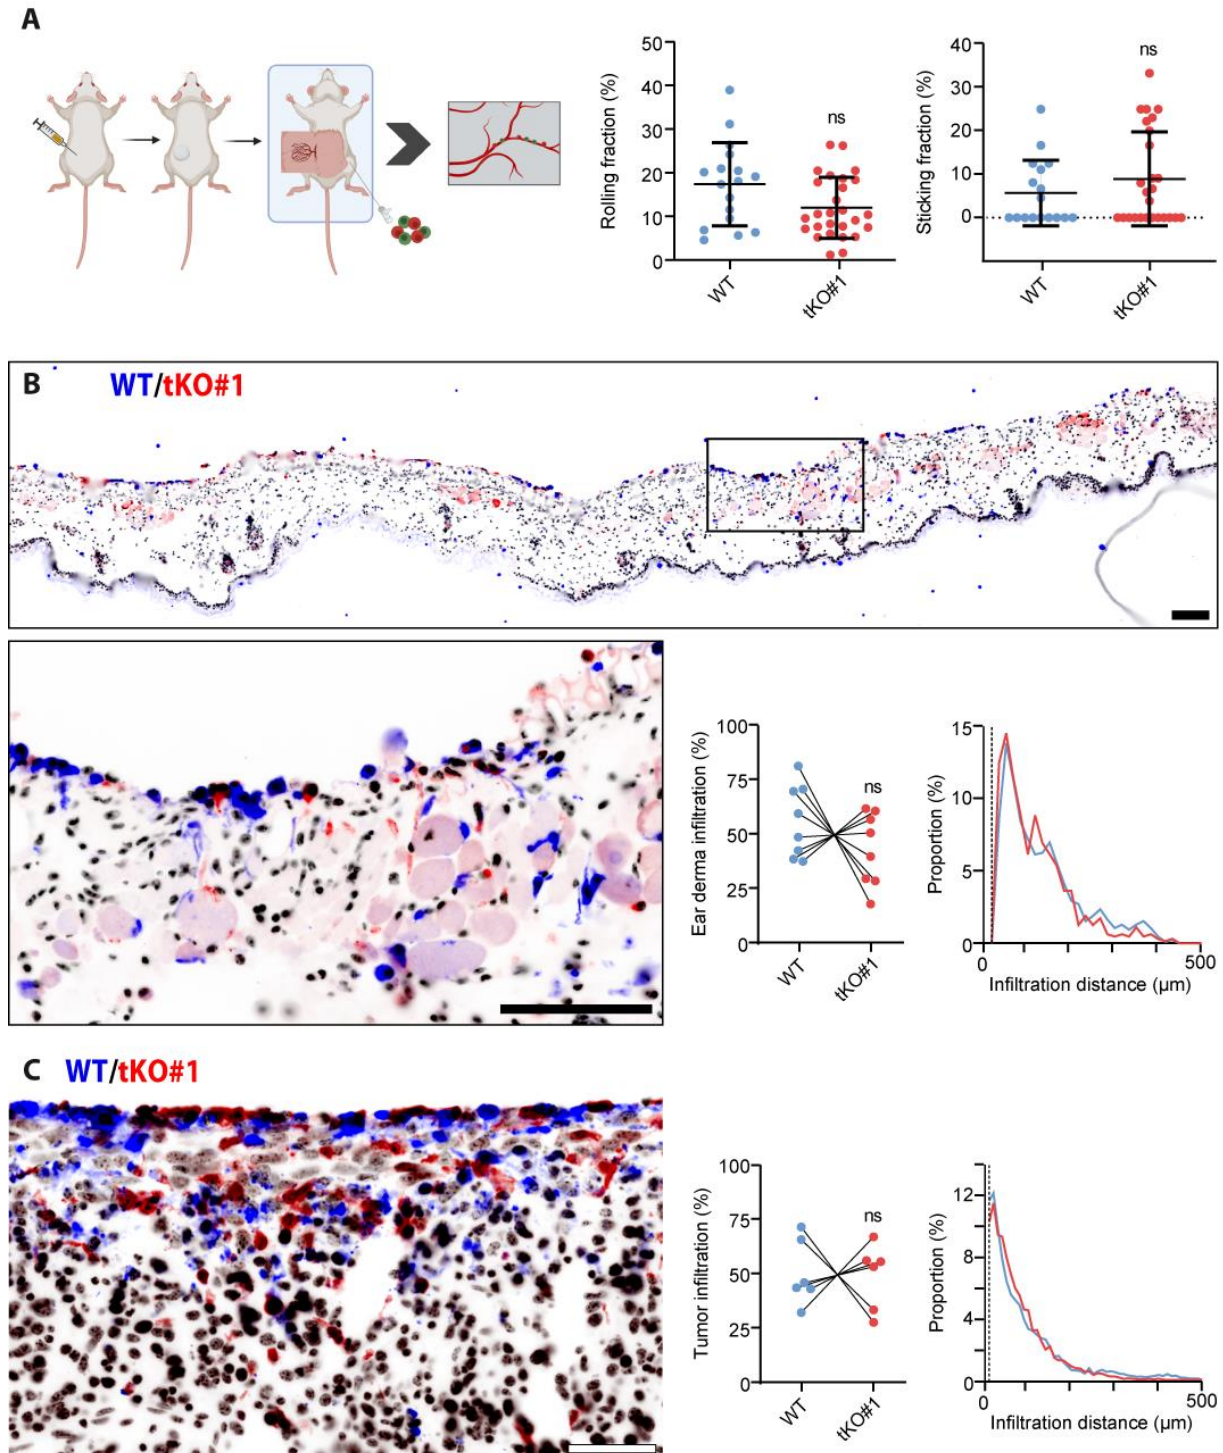 A
Rolling fraction (%)
50
40
30
20
10
0
ns
WT
tKO#1
Sticking fraction (%)
40
30
20
10
0
ns
WT
tKO#1
B
WT/tKO#1
Ear derma infiltration (%)
100
75
50
25
0
ns
WT
tKO#1
Proportion (%)
15
10
5
0
0
500
Infiltration distance (µm)
C
WT/tKO#1
Tumor infiltration (%)
100
75
50
25
0
ns
WT
tKO#1
Proportion (%)
12
8
4
0
0
500
Infiltration distance (µm)